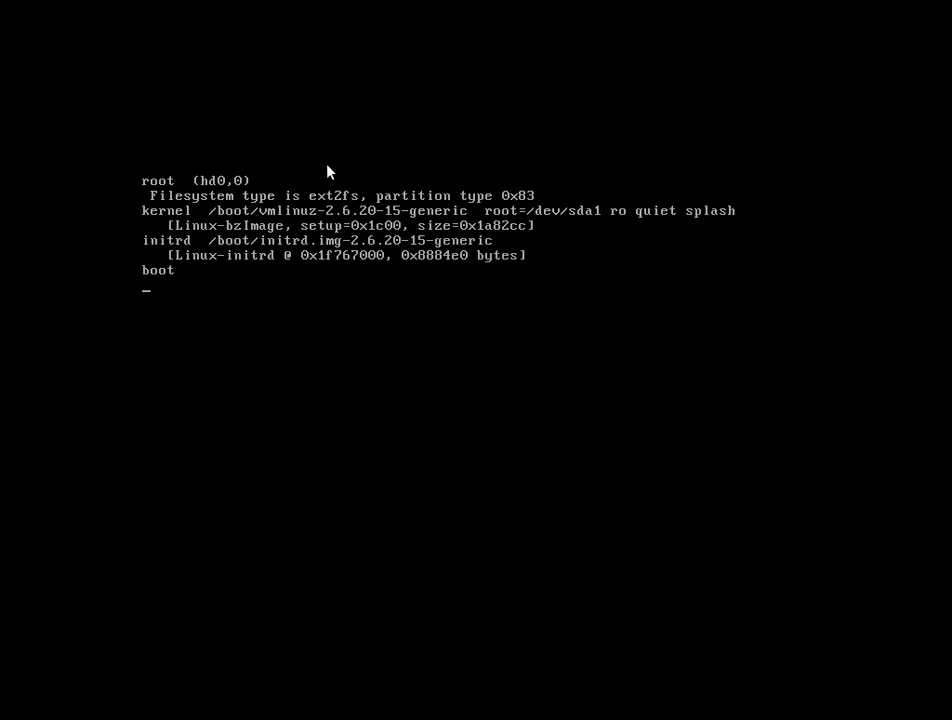 root  (hd0,0)
 Filesystem type is ext2fs, partition type 0x83
kernel  /boot/vmlinuz-2.6.20-15-generic  root=/dev/sda1 ro quiet splash
   [Linux-bzImage, setup=0x1c00, size=0x1a82cc]
initrd  /boot/initrd.img-2.6.20-15-generic
   [Linux-initrd @ 0x1f767000, 0x8884e0 bytes]
boot
_